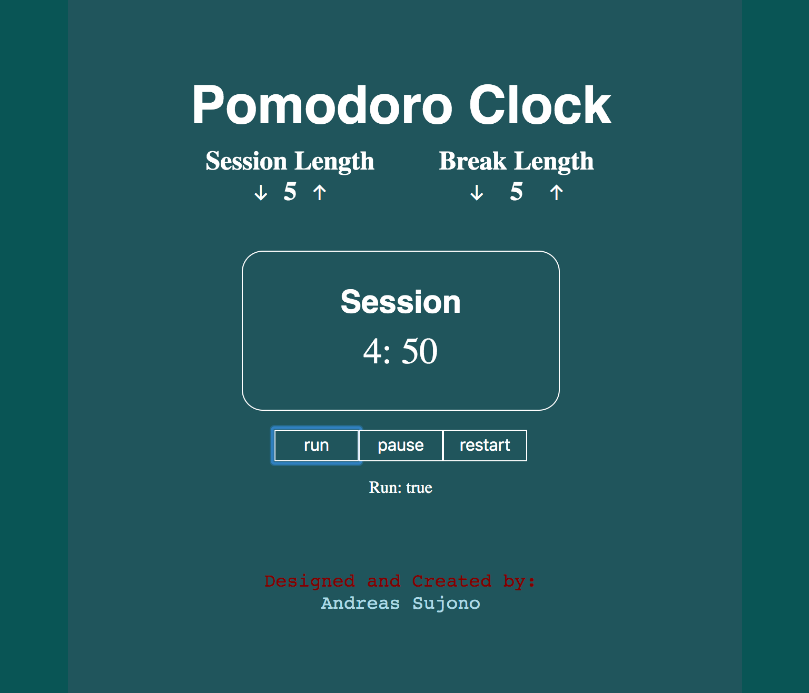 Pomodoro Clock
Session Length Break Length
↓ 5 ↑ ↓ 5 ↑
Session
4: 50
run pause restart
Run: true
Designed and Created by:
Andreas Sujono